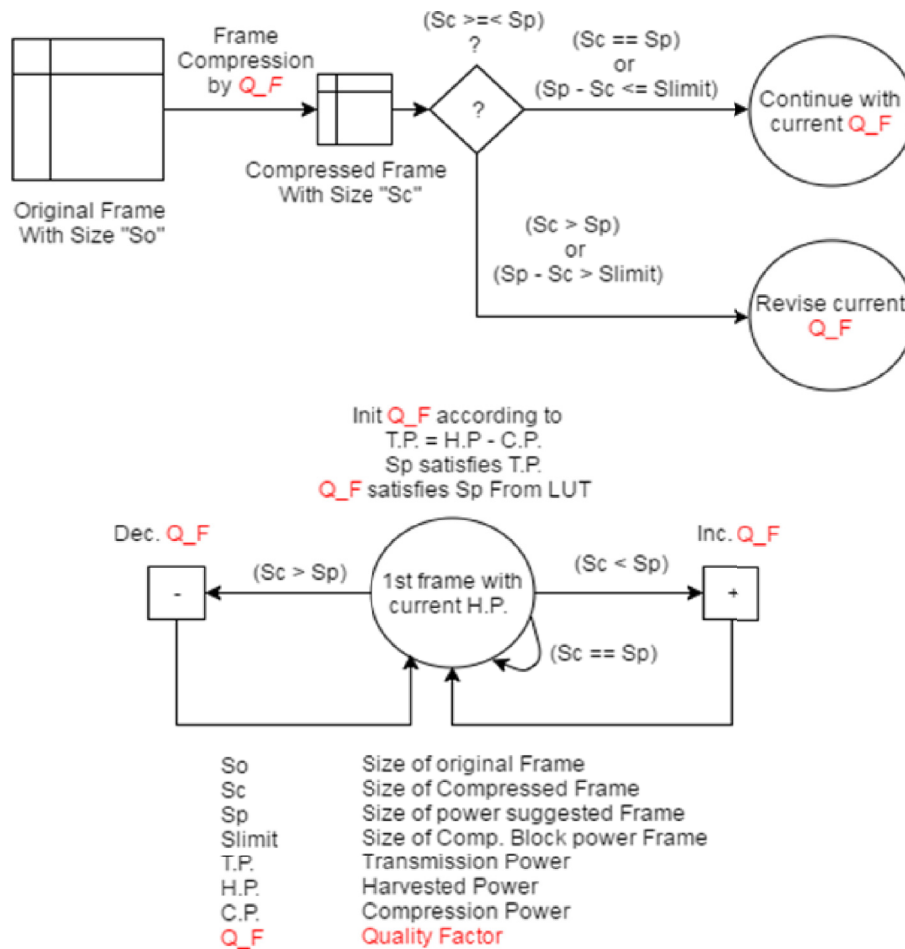 Frame
Compression
by Q_F
(Sc >=< Sp)
?
?
(Sc == Sp)
or
(Sp - Sc <= Slimit)
Continue with
current Q_F
Original Frame
With Size "So"
Compressed Frame
With Size "Sc"
(Sc > Sp)
or
(Sp - Sc > Slimit)
Revise current
Q_F
Init Q_F according to
T.P. = H.P - C.P.
Sp satisfies T.P.
Q_F satisfies Sp From LUT
Dec. Q_F
-
(Sc > Sp)
1st frame with
current H.P.
(Sc < Sp)
Inc. Q_F
+
(Sc == Sp)
So Size of original Frame
Sc Size of Compressed Frame
Sp Size of power suggested Frame
Slimit Size of Comp. Block power Frame
T.P. Transmission Power
H.P. Harvested Power
C.P. Compression Power
Q_F Quality Factor